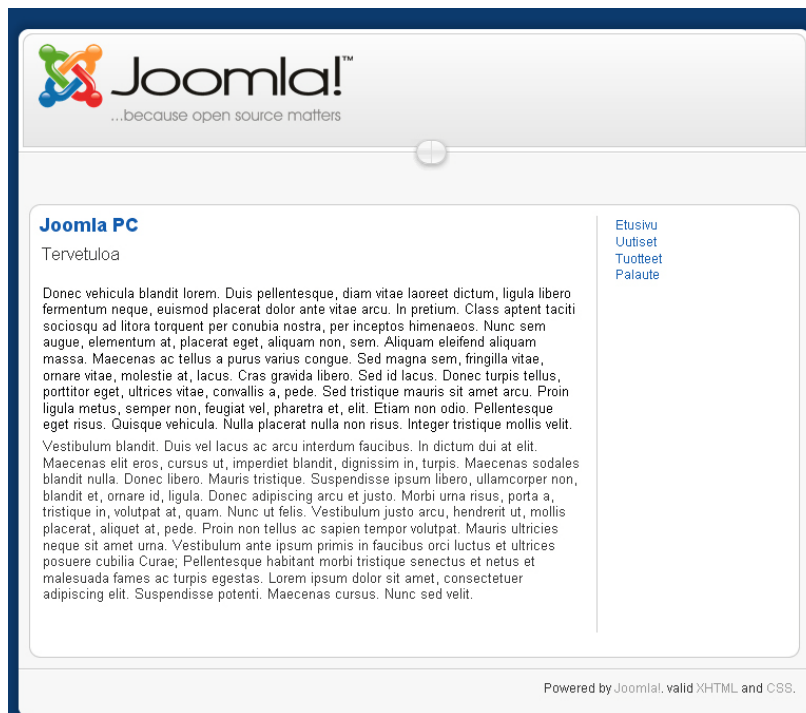 Joomla!™
...because open source matters
Joomla PC
Tervetuloa
Donec vehicula blandit lorem. Duis pellentesque, diam vitae laoreet dictum, ligula libero
fermentum neque, euismod placerat dolor ante vitae arcu. In pretium. Class aptent taciti
sociosqu ad litora torquent per conubia nostra, per inceptos himenaeos. Nunc sem
augue, elementum at, placerat eget, aliquam non, sem. Aliquam eleifend aliquam
massa. Maecenas ac tellus a purus varius congue. Sed magna sem, fringilla vitae,
ornare vitae, molestie at, lacus. Cras gravida libero. Sed id lacus. Donec turpis tellus,
porttitor eget, ultrices vitae, convallis a, pede. Sed tristique mauris sit amet arcu. Proin
ligula metus, semper non, feugiat vel, pharetra et, elit. Etiam non odio. Pellentesque
eget risus. Quisque vehicula. Nulla placerat nulla non risus. Integer tristique mollis velit.
Vestibulum blandit. Duis vel lacus ac arcu interdum faucibus. In dictum dui at elit.
Maecenas elit eros, cursus ut, imperdiet blandit, dignissim in, turpis. Maecenas sodales
blandit nulla. Donec libero. Mauris tristique. Suspendisse ipsum libero, ullamcorper non,
blandit et, ornare id, ligula. Donec adipiscing arcu et justo. Morbi urna risus, porta a,
tristique in, volutpat at, quam. Nunc ut felis. Vestibulum justo arcu, hendrerit ut, mollis
placerat, aliquet at, pede. Proin non tellus ac sapien tempor volutpat. Mauris ultricies
neque sit amet urna. Vestibulum ante ipsum primis in faucibus orci luctus et ultrices
posuere cubilia Curae; Pellentesque habitant morbi tristique senectus et netus et
malesuada fames ac turpis egestas. Lorem ipsum dolor sit amet, consectetuer
adipiscing elit. Suspendisse potenti. Maecenas cursus. Nunc sed velit.
Etusivu
Uutiset
Tuotteet
Palaute
Powered by Joomla!. valid XHTML and CSS.